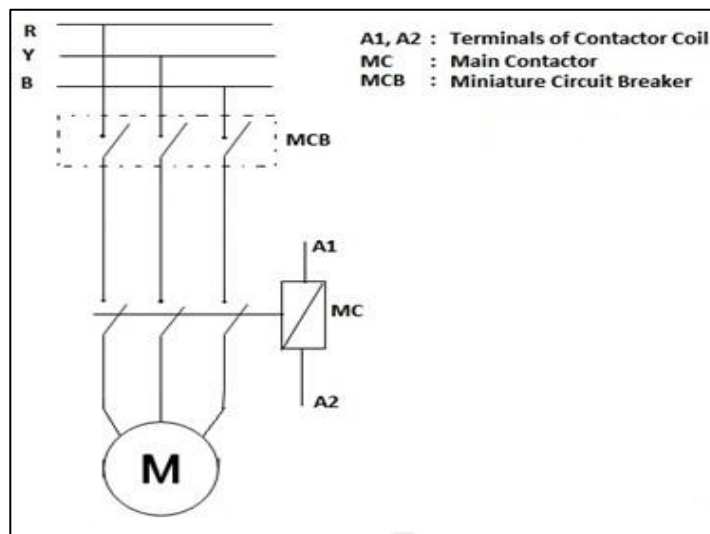 R
Y
B
A1, A2 : Terminals of Contactor Coil
MC : Main Contactor
MCB : Miniature Circuit Breaker
MCB
A1
MC
A2
M